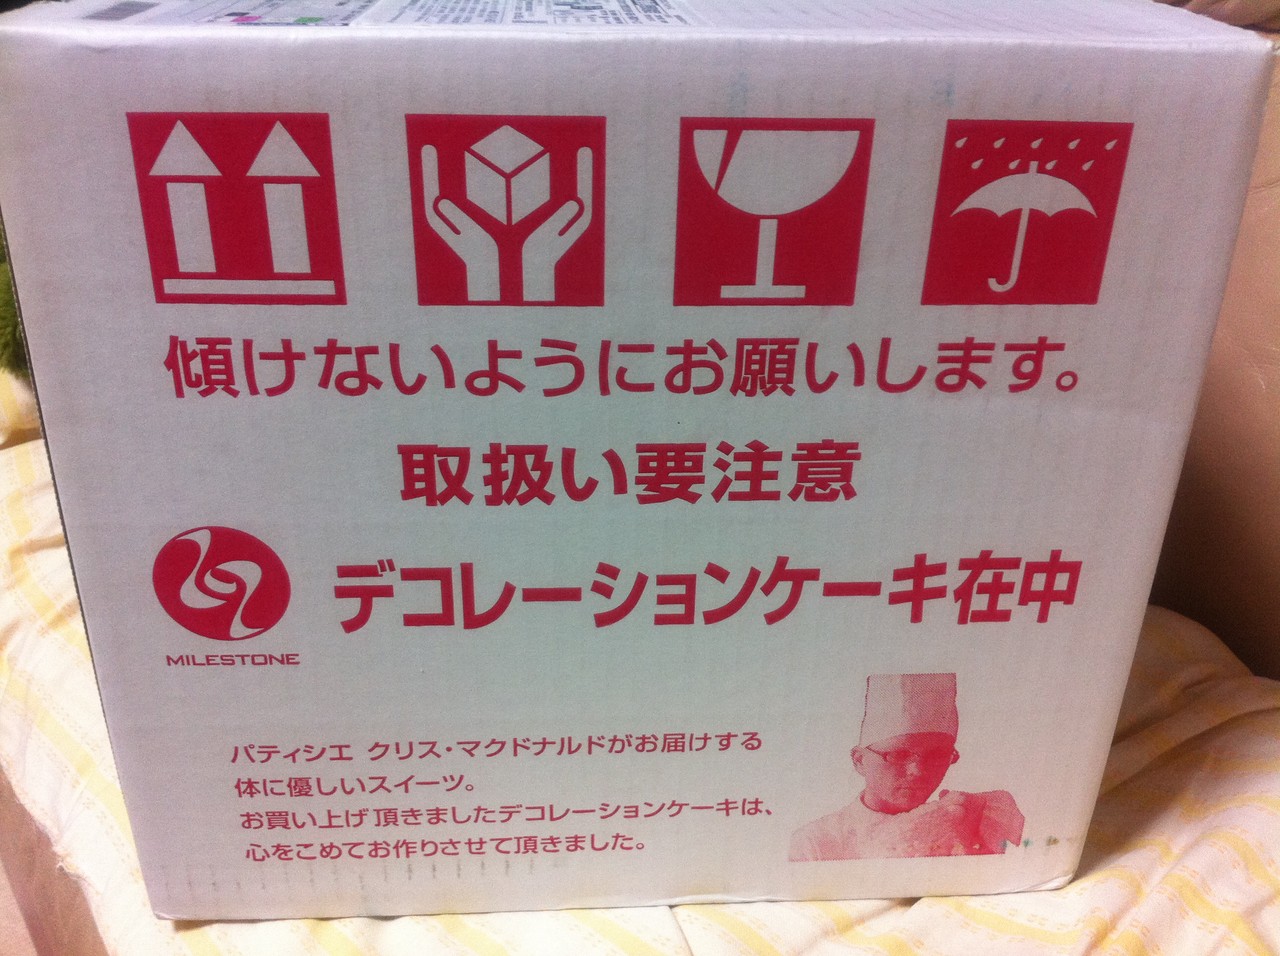 傾けないようにお願いします。
取扱い要注意
デコレーションケーキ在中
MILESTONE
パティシエ クリス・マクドナルドがお届けする
体に優しいスイーツ。
お買い上げ頂きましたデコレーションケーキは、
心をこめてお作りさせて頂きました。